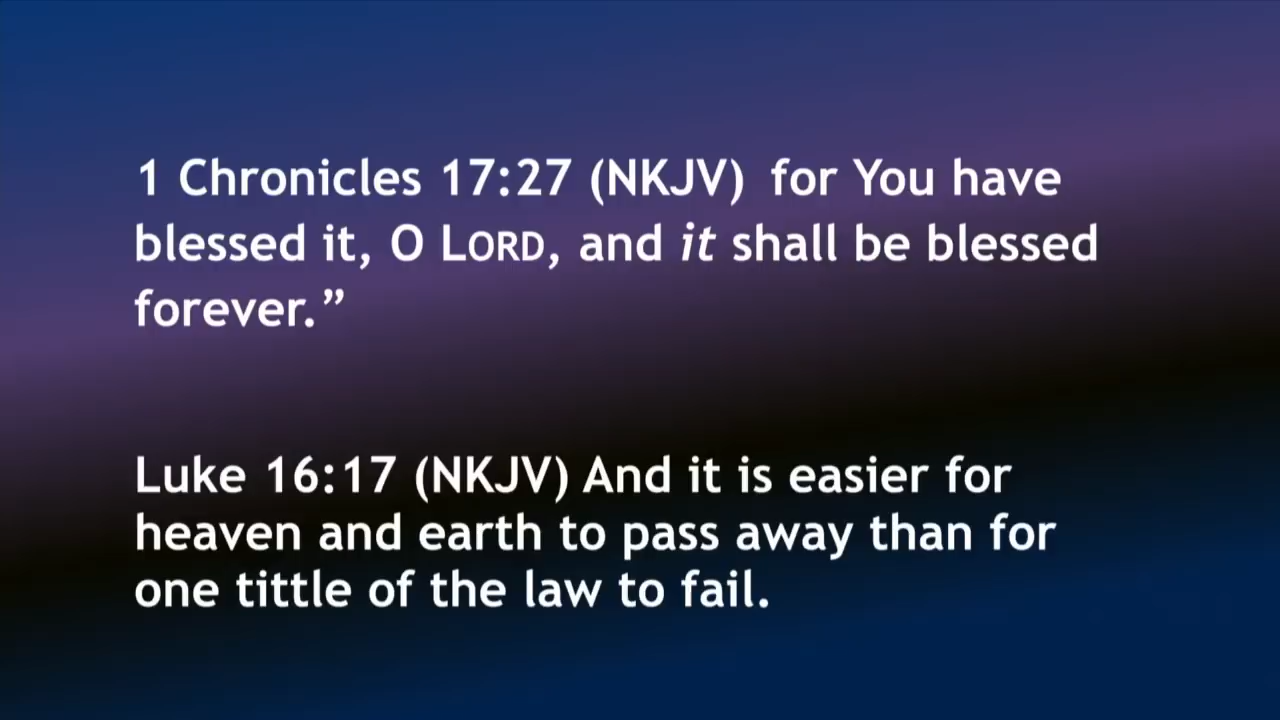 1 Chronicles 17:27 (NKJV) for You have
blessed it, O LORD, and it shall be blessed
forever.”
Luke 16:17 (NKJV) And it is easier for
heaven and earth to pass away than for
one tittle of the law to fail.